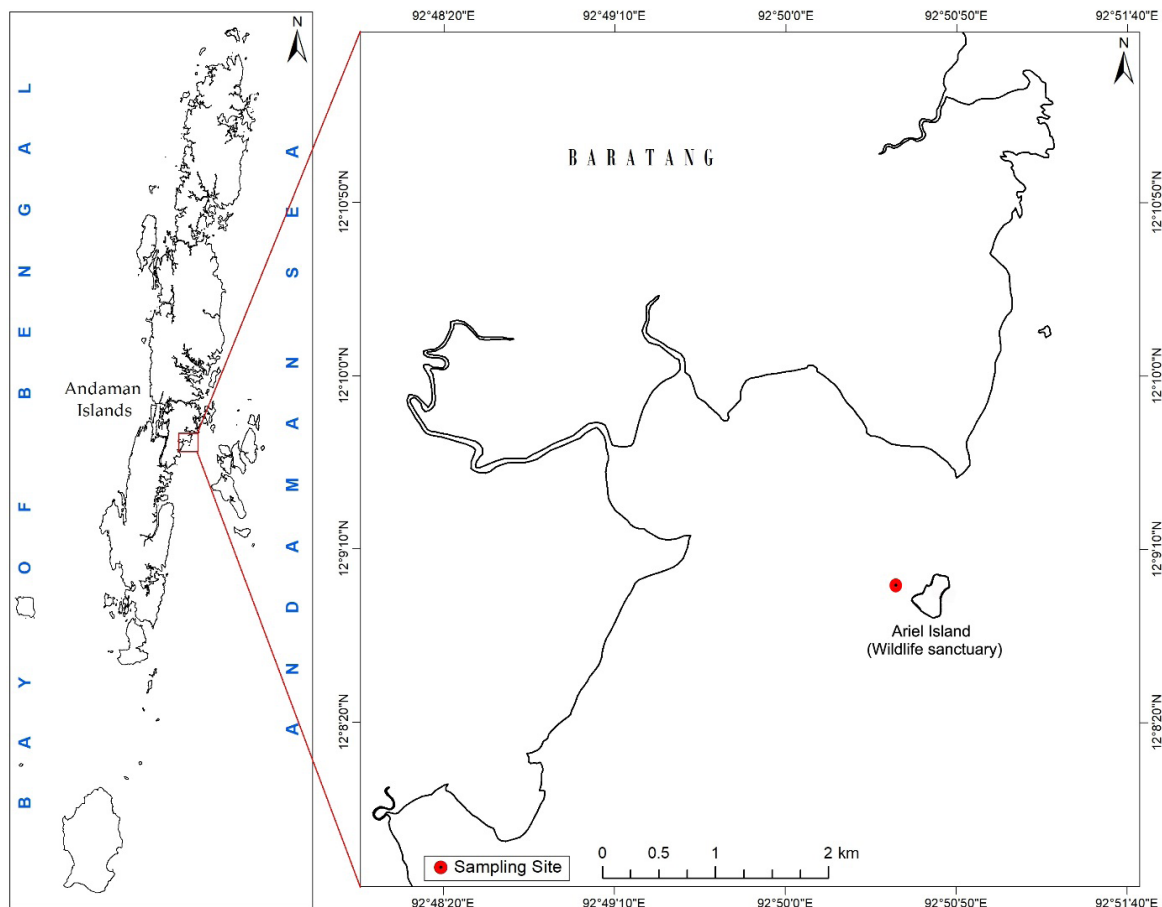 BAY OF BENGAL
Andaman
Islands
ANDAMAN SEA
N
92°48'20"E
92°49'10"E
92°50'0"E
92°50'50"E
92°51'40"E
N
BARATANG
12°10'50"N
12°10'50"N
12°10'0"N
12°10'0"N
12°9'10"N
12°9'10"N
Ariel Island
(Wildlife sanctuary)
12°8'20"N
12°8'20"N
Sampling Site
0 0.5 1 2 km
92°48'20"E
92°49'10"E
92°50'0"E
92°50'50"E
92°51'40"E